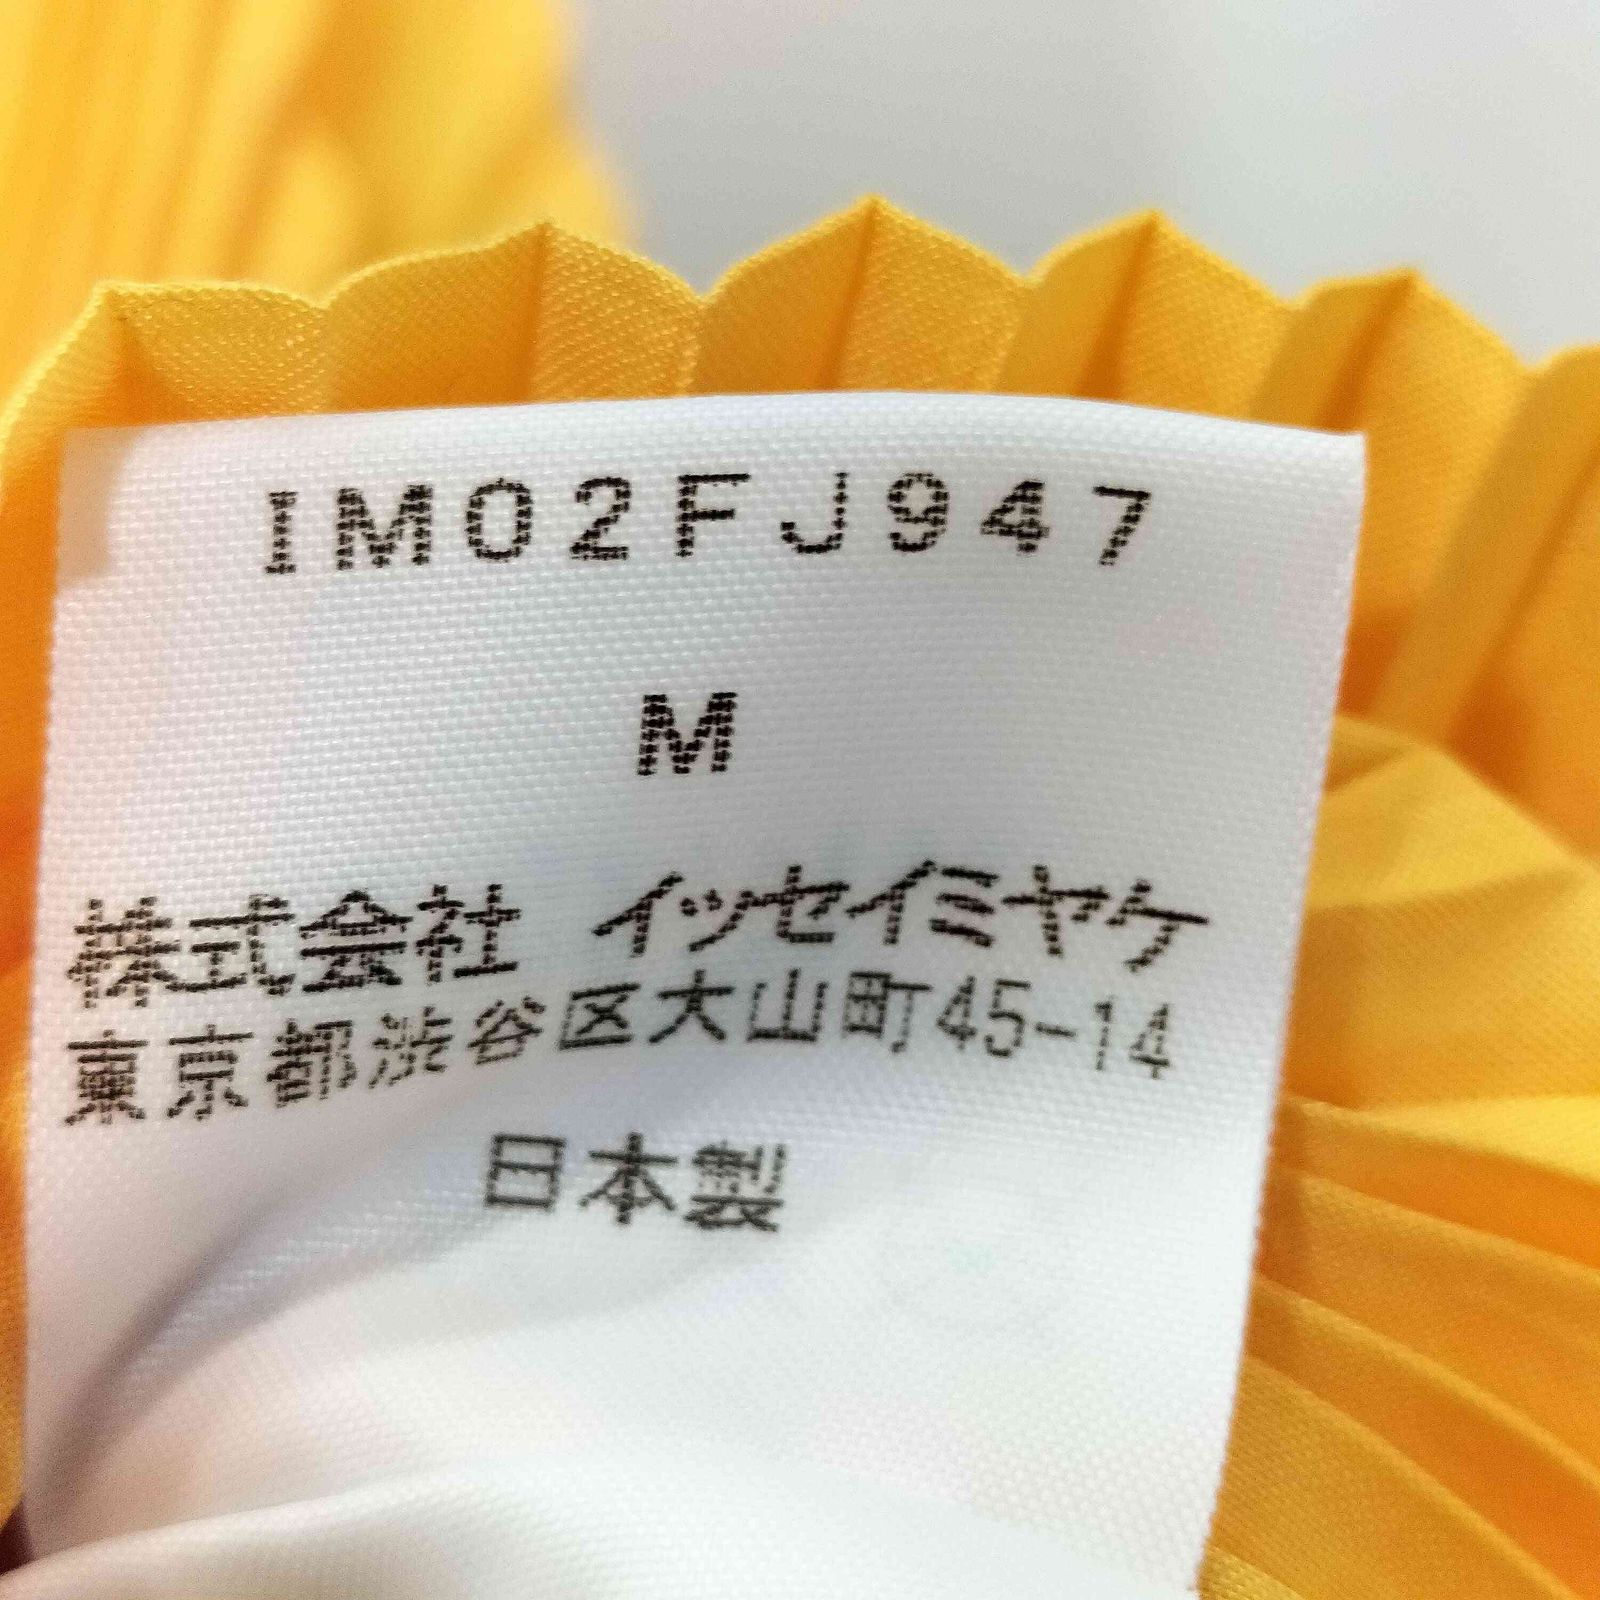 IM02FJ947
M
株式会社 イッセイミヤケ
東京都渋谷区大山町45-14
日本製